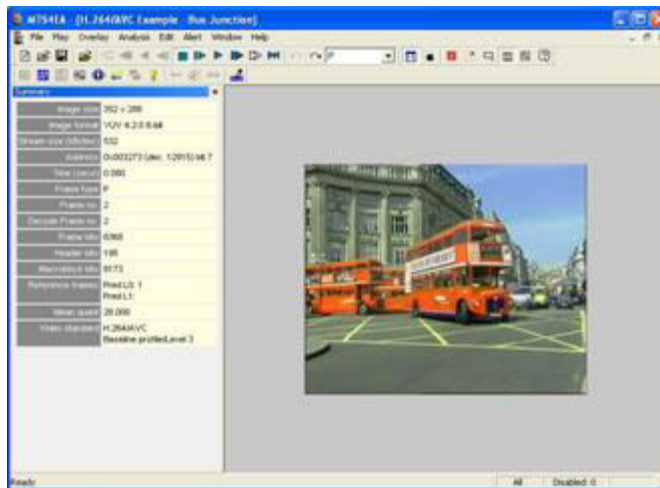 MTS4EA - [H.264/AVC Example - Bus Junction]
File Play Overlay Analysis Edit Alert Window Help
P
Summary
Image size 352 x 288
Image format YUV 4:2:0 8-bit
Stream size 532
Address 0x003273 (dec. 12915) bit 7
Time (secs) 0.080
Frame type P
Frame no. 2
Decode Frame no. 2
Frame bits 6368
Header bits 195
Macroblock bits 6173
Reference frames Pred L0: 1
Pred L1:
Mean quant 28.000
Video standard H.264/AVC
Baseline profile/Level 3
Ready
All Disabled: 0